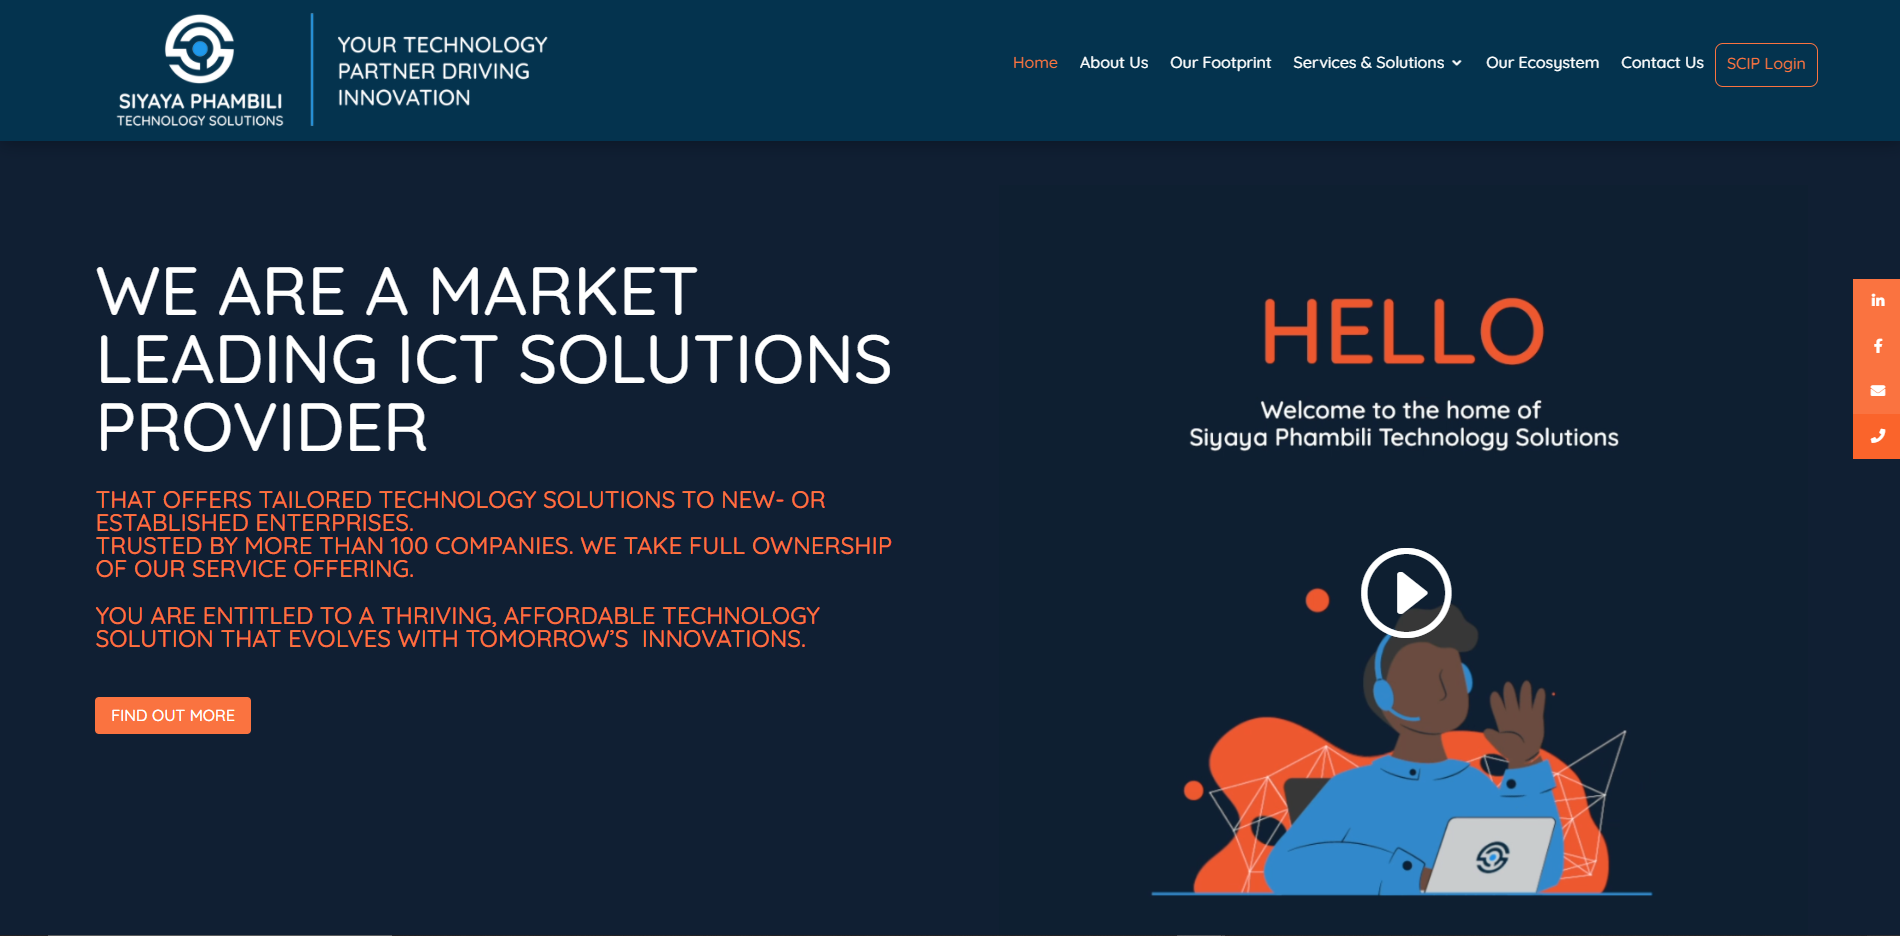 SIYAYA PHAMBILI
TECHNOLOGY SOLUTIONS
YOUR TECHNOLOGY
PARTNER DRIVING
INNOVATION
Home
About Us
Our Footprint
Services & Solutions
Our Ecosystem
Contact Us
SCIP Login
WE ARE A MARKET
LEADING ICT SOLUTIONS
PROVIDER
THAT OFFERS TAILORED TECHNOLOGY SOLUTIONS TO NEW- OR
ESTABLISHED ENTERPRISES.
TRUSTED BY MORE THAN 100 COMPANIES. WE TAKE FULL OWNERSHIP
OF OUR SERVICE OFFERING.
YOU ARE ENTITLED TO A THRIVING, AFFORDABLE TECHNOLOGY
SOLUTION THAT EVOLVES WITH TOMORROW’S  INNOVATIONS.
FIND OUT MORE
HELLO
Welcome to the home of
Siyaya Phambili Technology Solutions
in
f